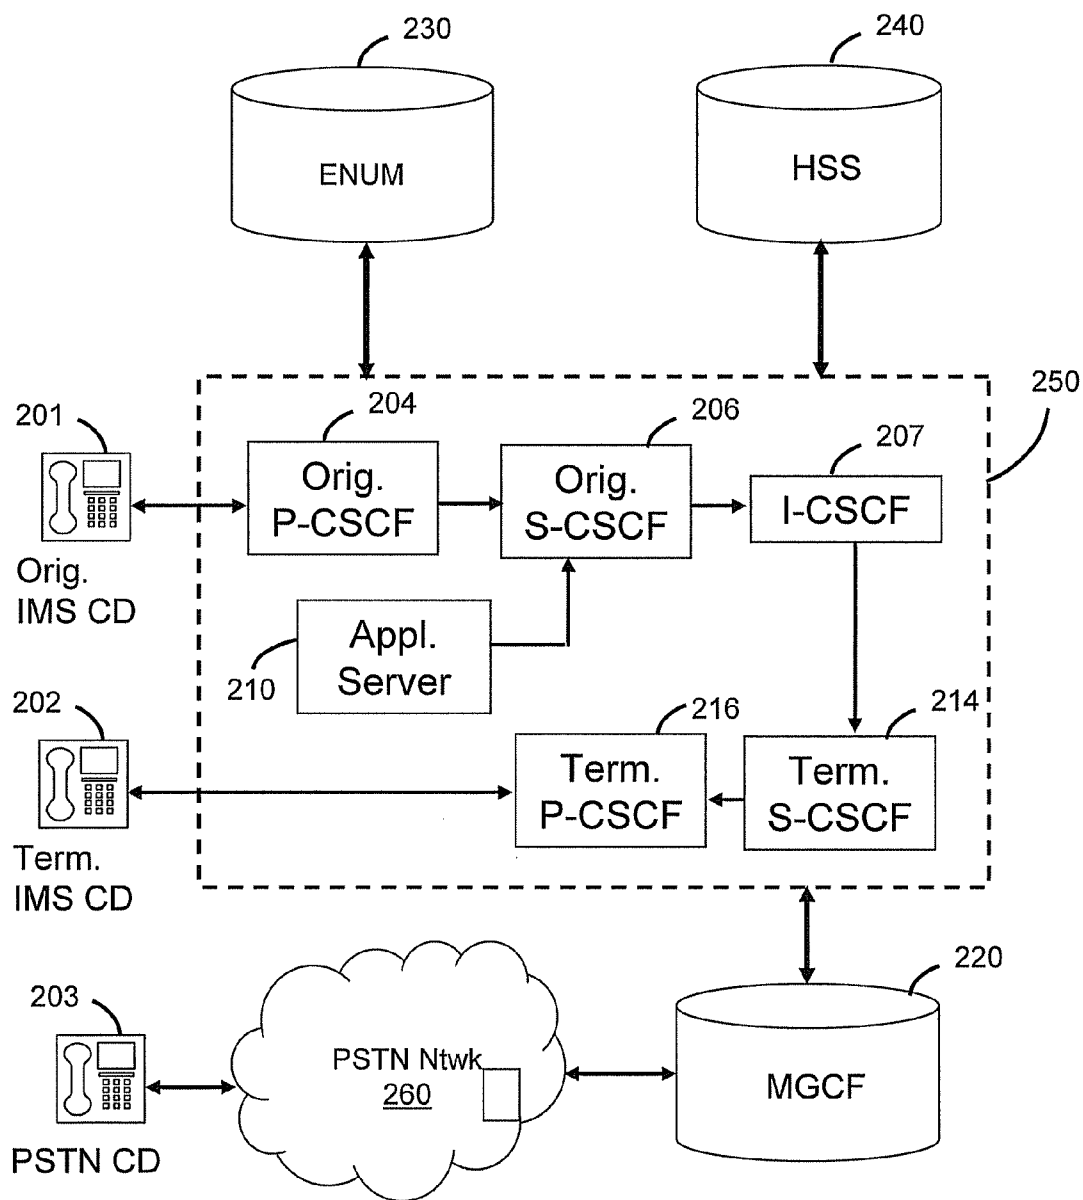 230
240
ENUM
HSS
250
201
204
206
207
Orig.
P-CSCF
Orig.
S-CSCF
I-CSCF
Orig.
IMS CD
Appl.
Server
210
202
216
214
Term.
P-CSCF
Term.
S-CSCF
Term.
IMS CD
220
203
PSTN Ntwk
260
MGCF
PSTN CD